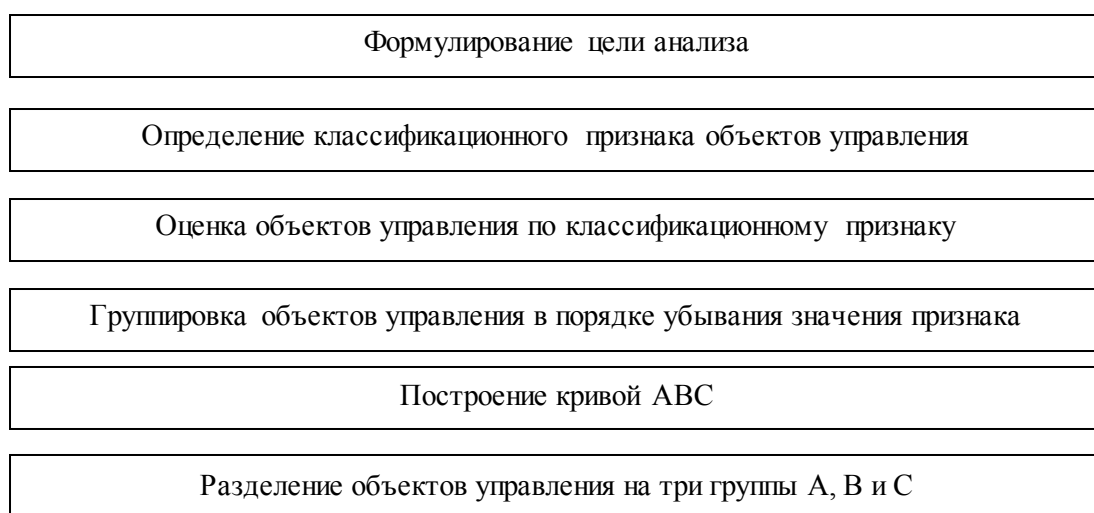 Формулирование цели анализа
Определение классификационного признака объектов управления
Оценка объектов управления по классификационному признаку
Группировка объектов управления в порядке убывания значения признака
Построение кривой АВС
Разделение объектов управления на три группы А, В и С